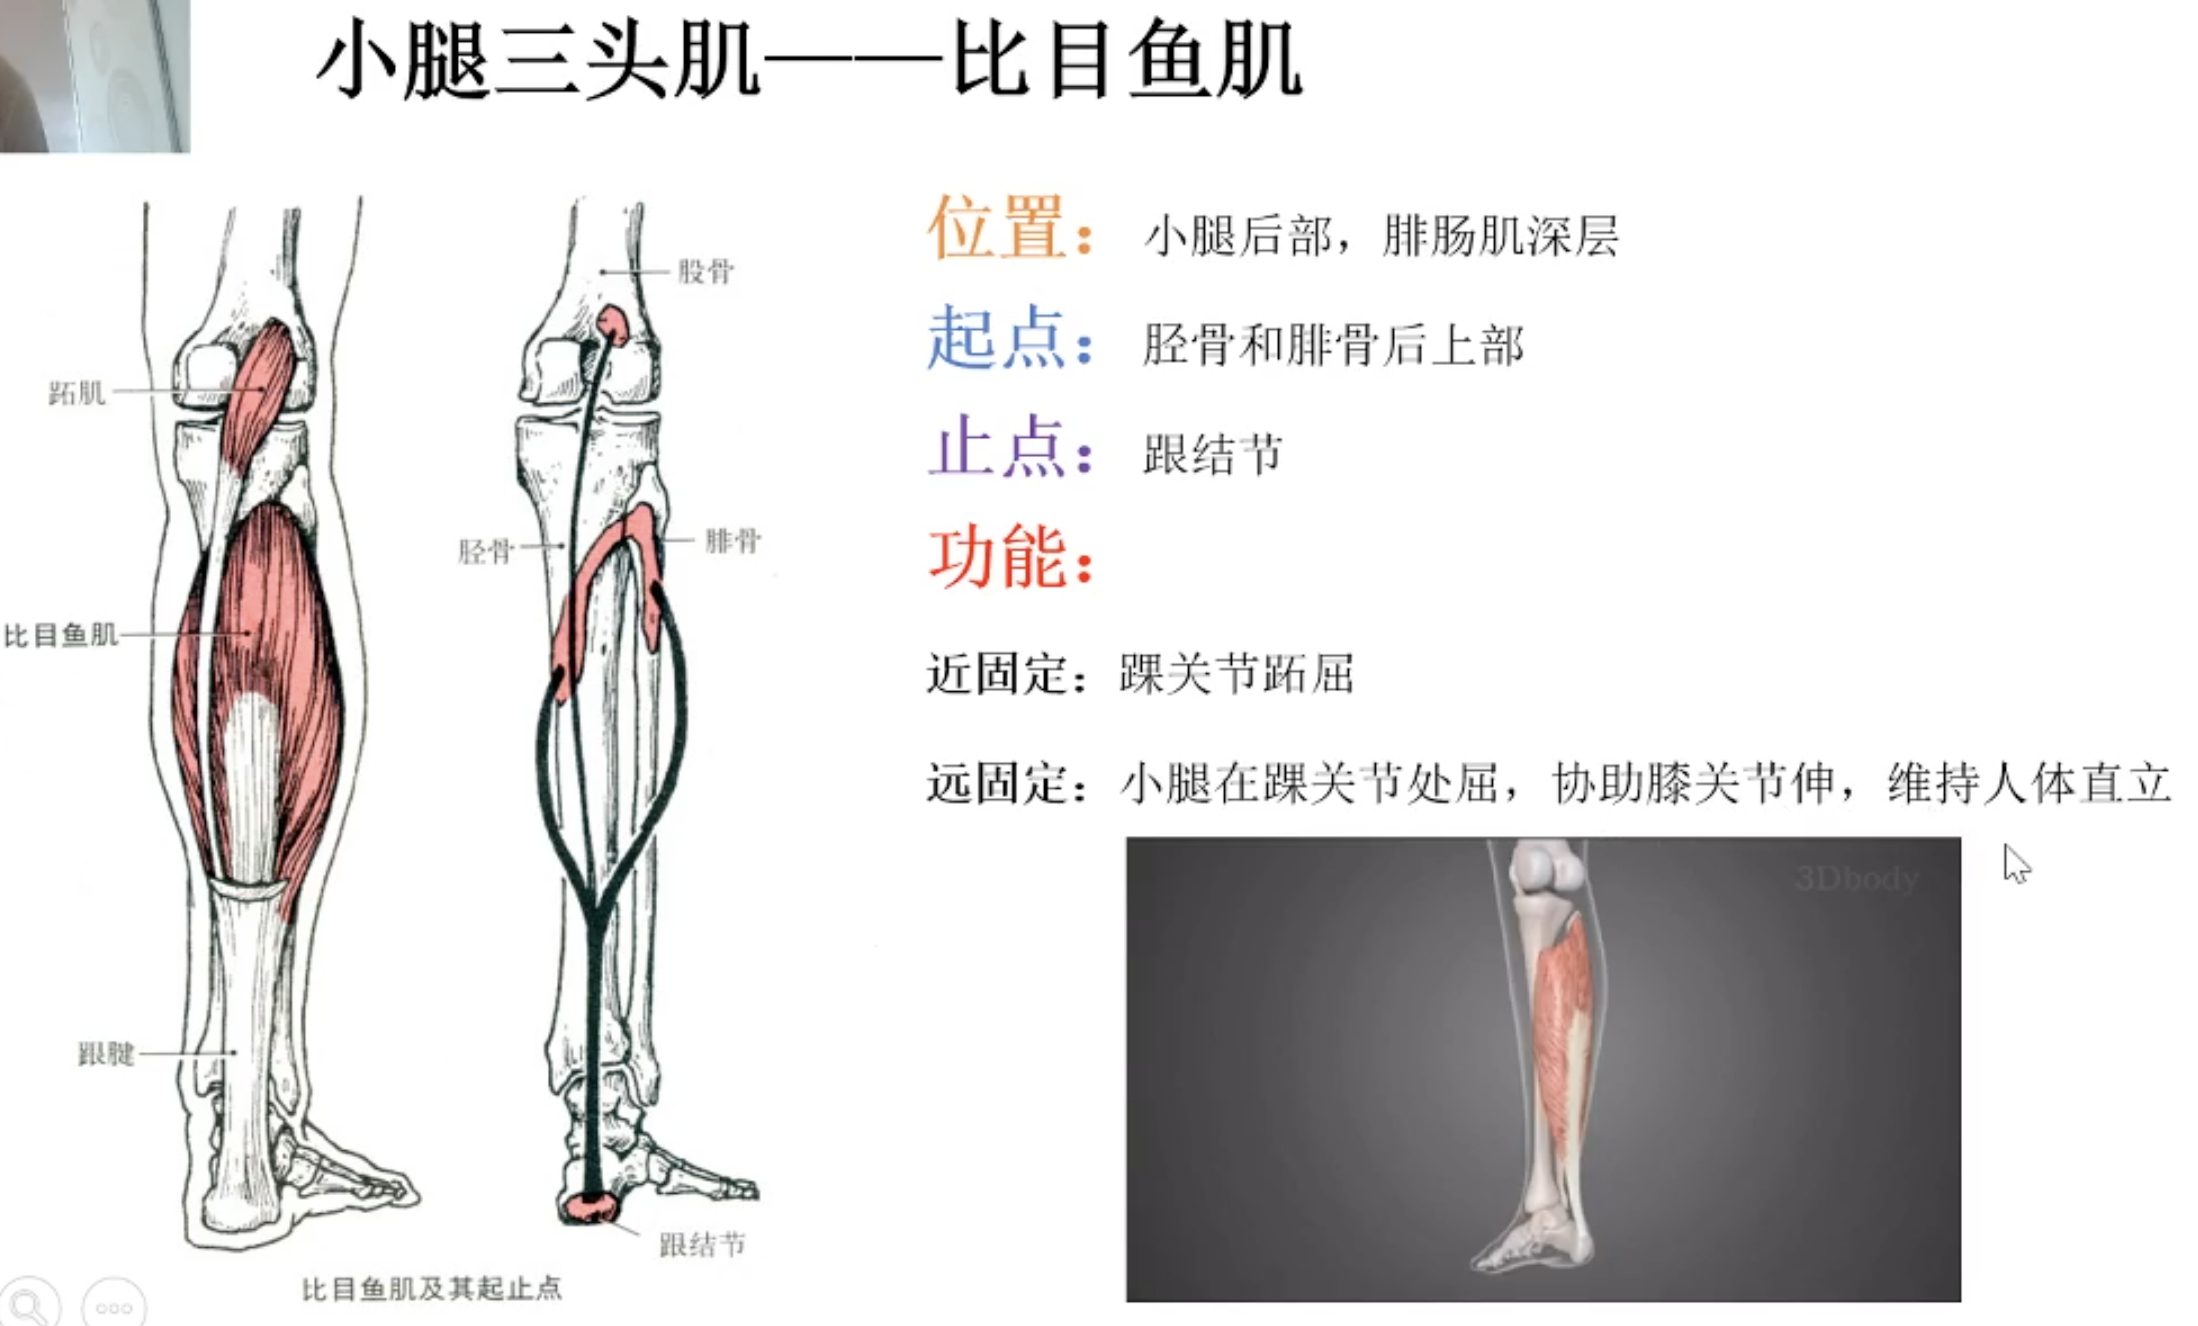 小腿三头肌——比目鱼肌
位置：小腿后部，腓肠肌深层
起点：胫骨和腓骨后上部
止点：跟结节
功能：
近固定：踝关节跖屈
远固定：小腿在踝关节处屈，协助膝关节伸，维持人体直立
股骨
跖肌
胫骨
腓骨
比目鱼肌
跟腱
跟结节
比目鱼肌及其起止点
3Dbody